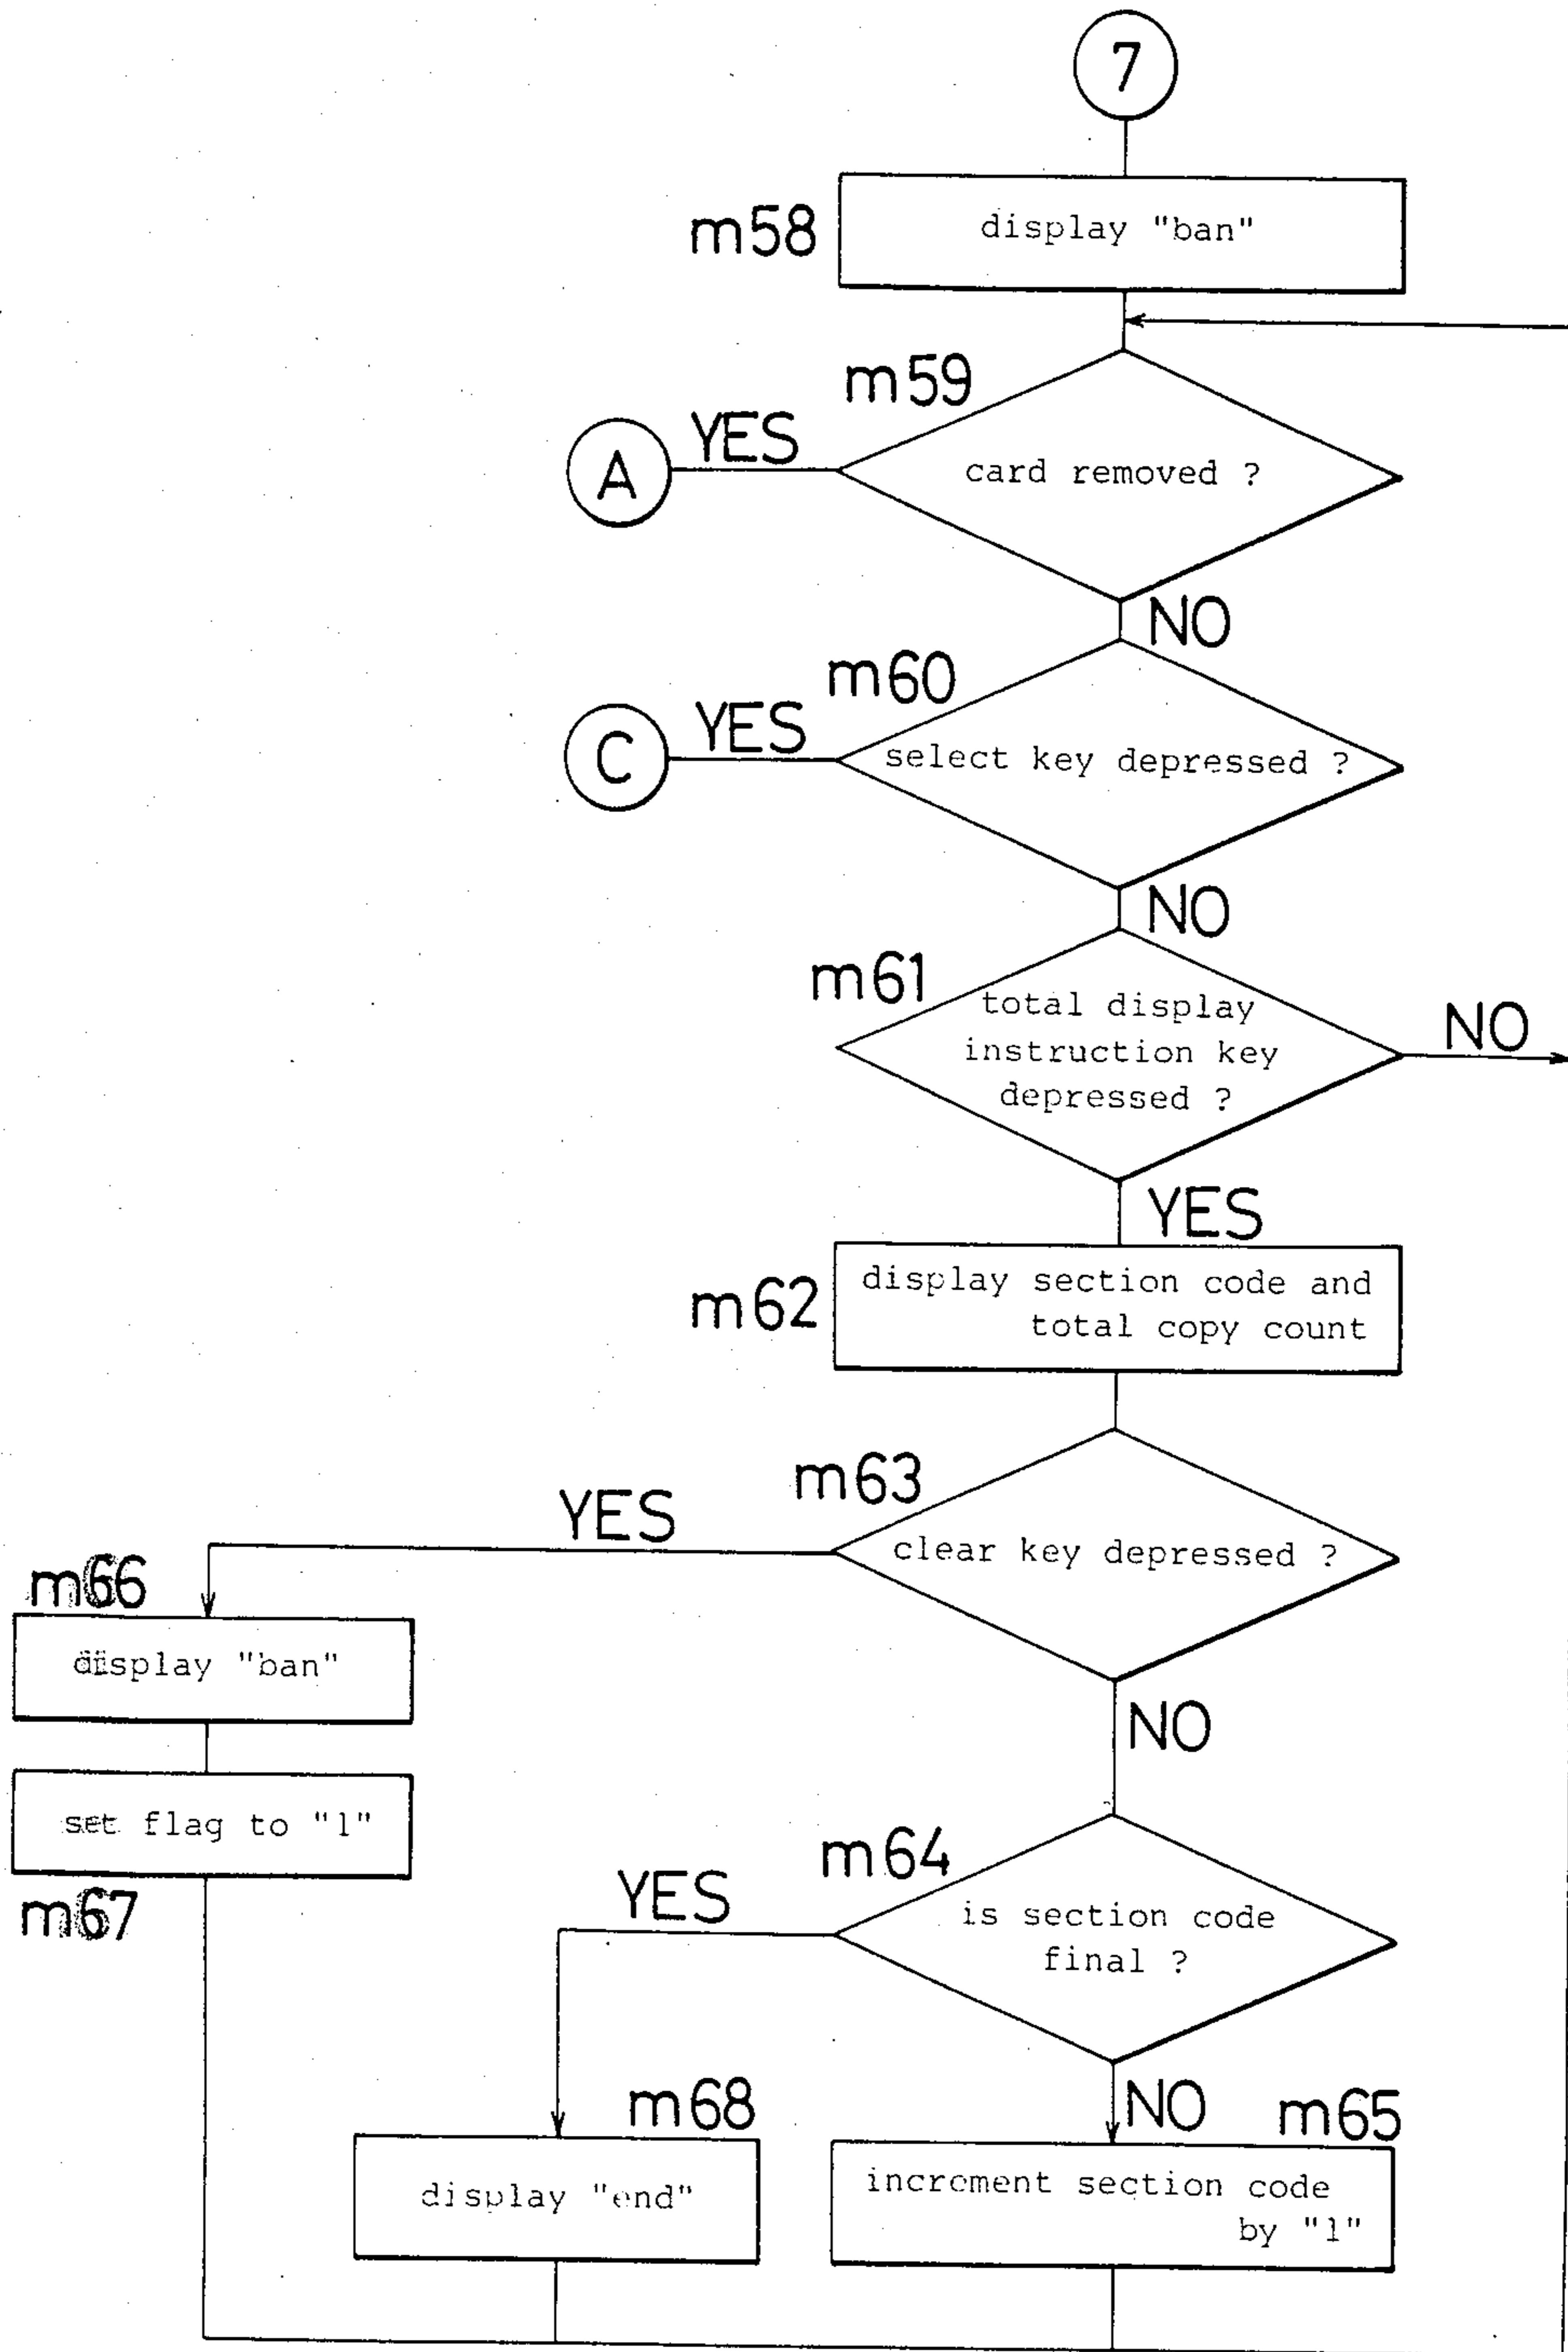 7
m58
display "ban"
m59
YES
A
card removed ?
NO
m60
YES
C
select key depressed ?
NO
m61
total display
instruction key
depressed ?
NO
YES
m62
display section code and
total copy count
m63
YES
clear key depressed ?
m66
display "ban"
NO
set flag to "1"
m67
m64
YES
is section code
final ?
m68
NO
m65
display "end"
increment section code
by "1"